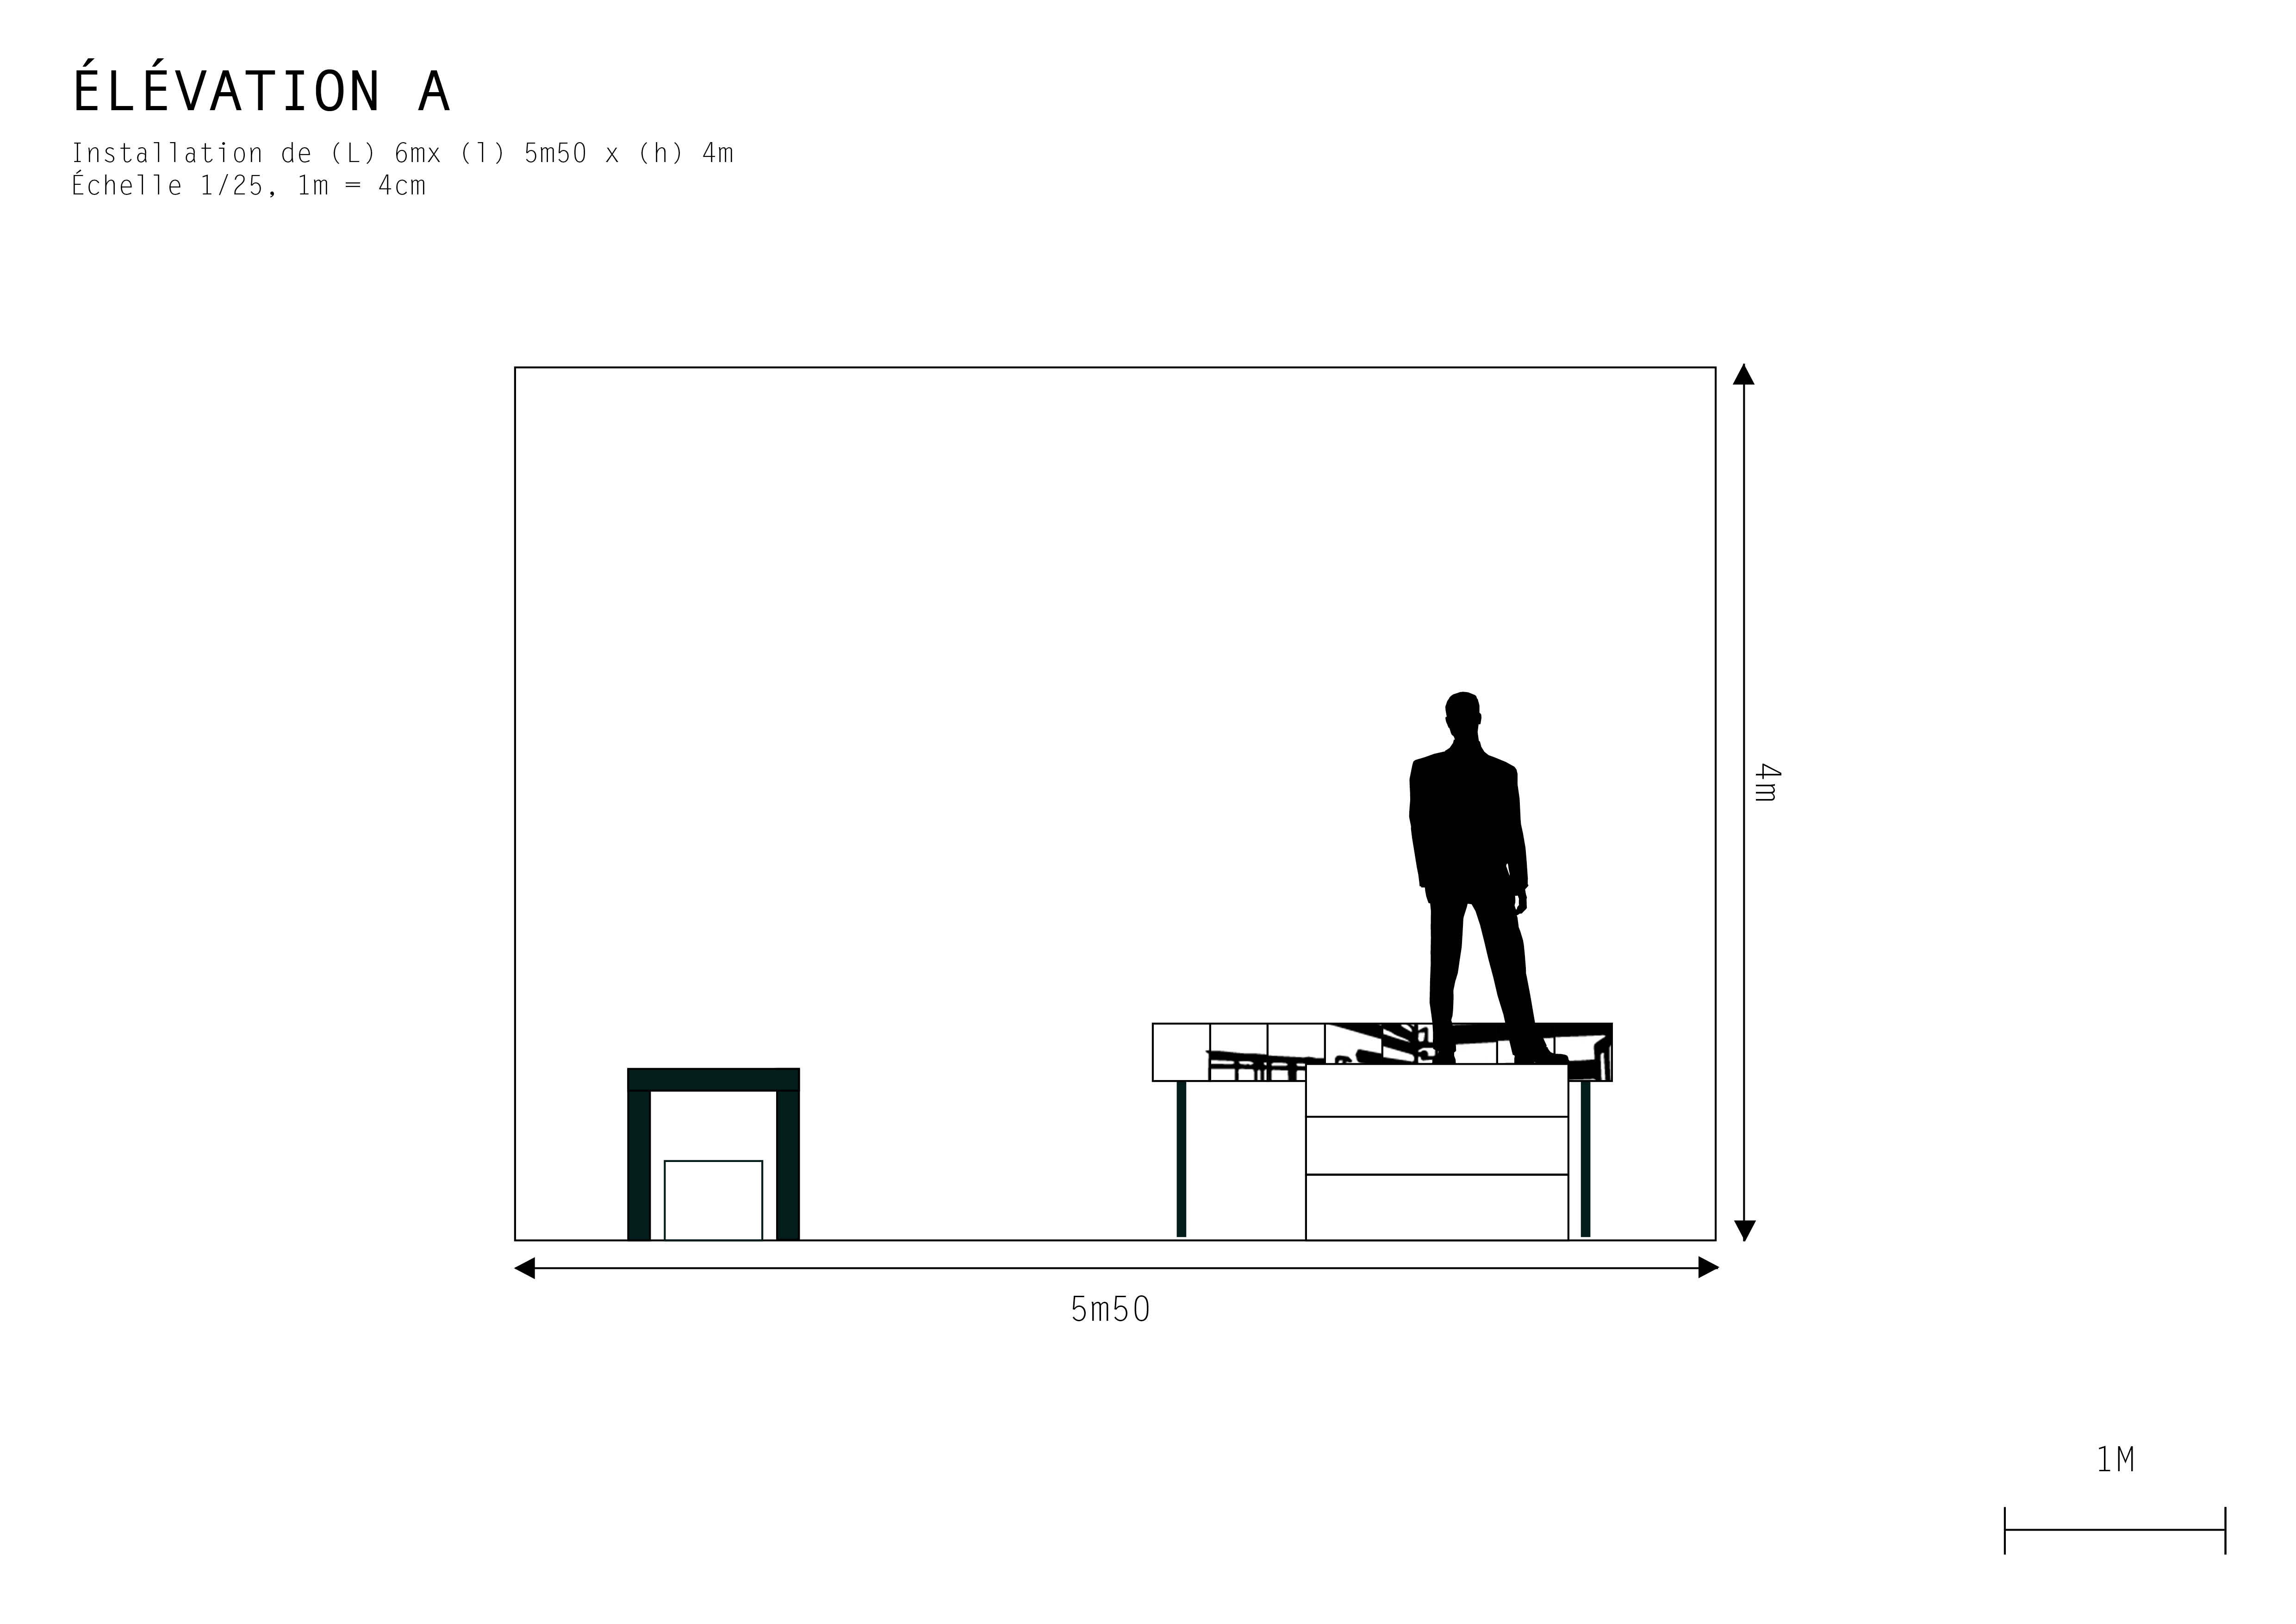 ÉLÉVATION A
Installation de (L) 6mx (l) 5m50 x (h) 4m
Échelle 1/25, 1m = 4cm
4m
5m50
1M